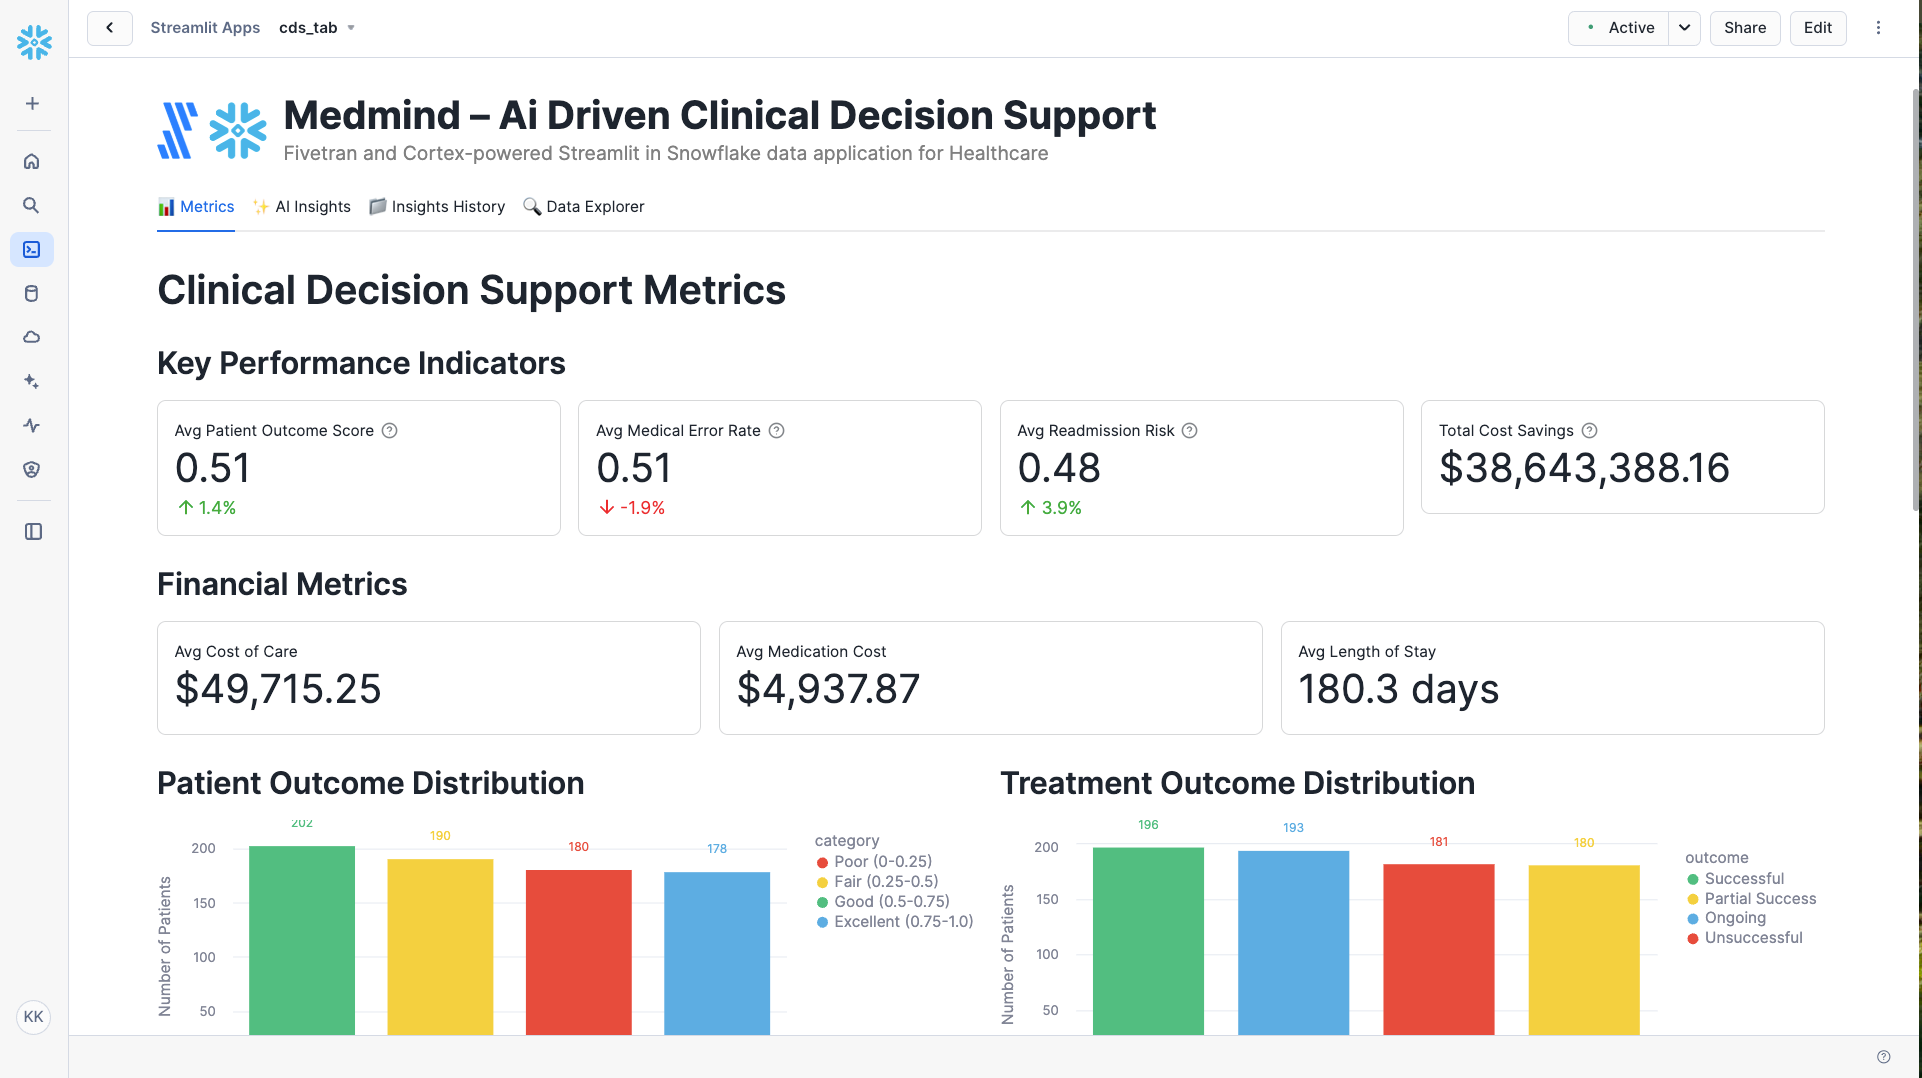 Streamlit Apps cds_tab
Active Share Edit
Medmind – Ai Driven Clinical Decision Support
Fivetran and Cortex-powered Streamlit in Snowflake data application for Healthcare
Metrics AI Insights Insights History Data Explorer
Clinical Decision Support Metrics
Key Performance Indicators
Avg Patient Outcome Score
0.51
1.4%
Avg Medical Error Rate
0.51
-1.9%
Avg Readmission Risk
0.48
3.9%
Total Cost Savings
$38,643,388.16
Financial Metrics
Avg Cost of Care
$49,715.25
Avg Medication Cost
$4,937.87
Avg Length of Stay
180.3 days
Patient Outcome Distribution
202
190
180
178
200
150
100
50
Number of Patients
category
Poor (0-0.25)
Fair (0.25-0.5)
Good (0.5-0.75)
Excellent (0.75-1.0)
Treatment Outcome Distribution
196
193
181
180
200
150
100
50
Number of Patients
outcome
Successful
Partial Success
Ongoing
Unsuccessful
KK